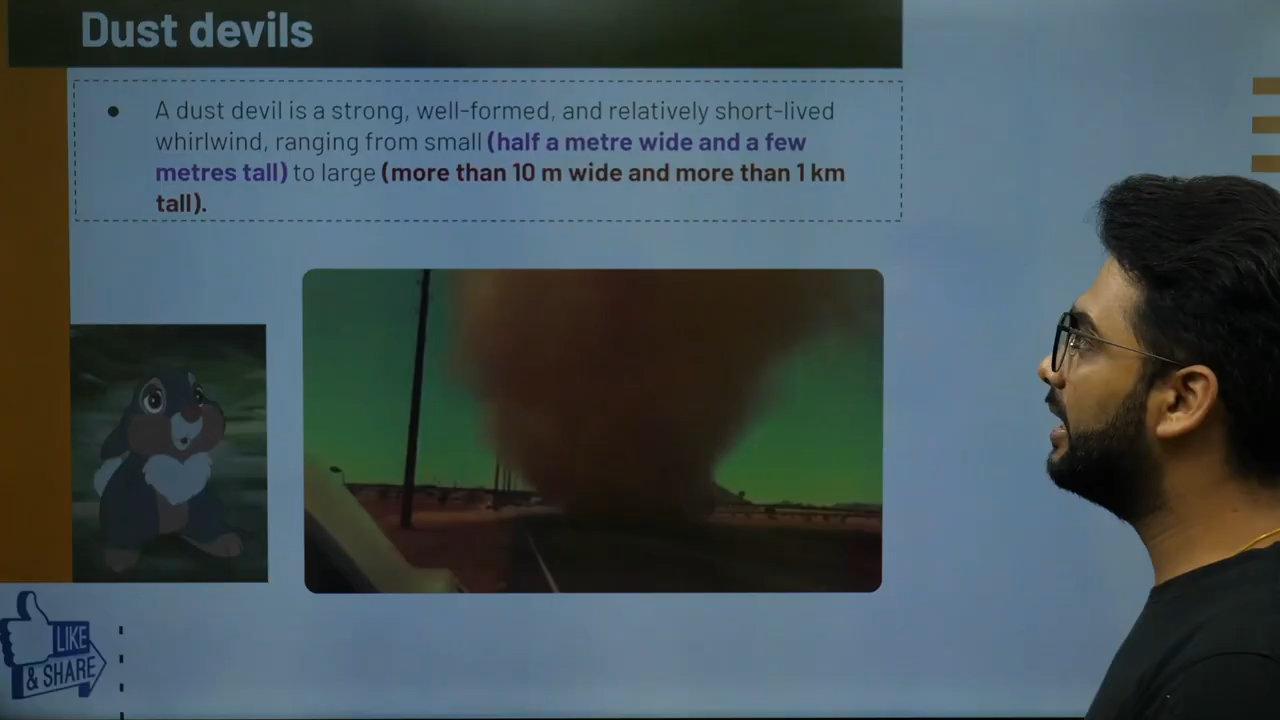 Dust devils
● A dust devil is a strong, well-formed, and relatively short-lived
whirlwind, ranging from small (half a metre wide and a few
metres tall) to large (more than 10 m wide and more than 1 km
tall).
LIKE
& SHARE